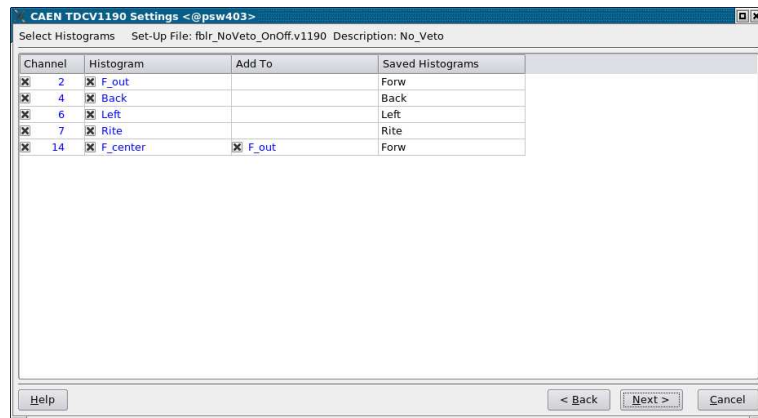 CAEN TDCV1190 Settings <@psw403>
Select Histograms Set-Up File: fblr_NoVeto_OnOff.v1190 Description: No_Veto
Channel Histogram Add To Saved Histograms
2 F_out Forw
4 Back Back
6 Left Left
7 Rite Rite
14 F_center F_out Forw
Help < Back Next > Cancel